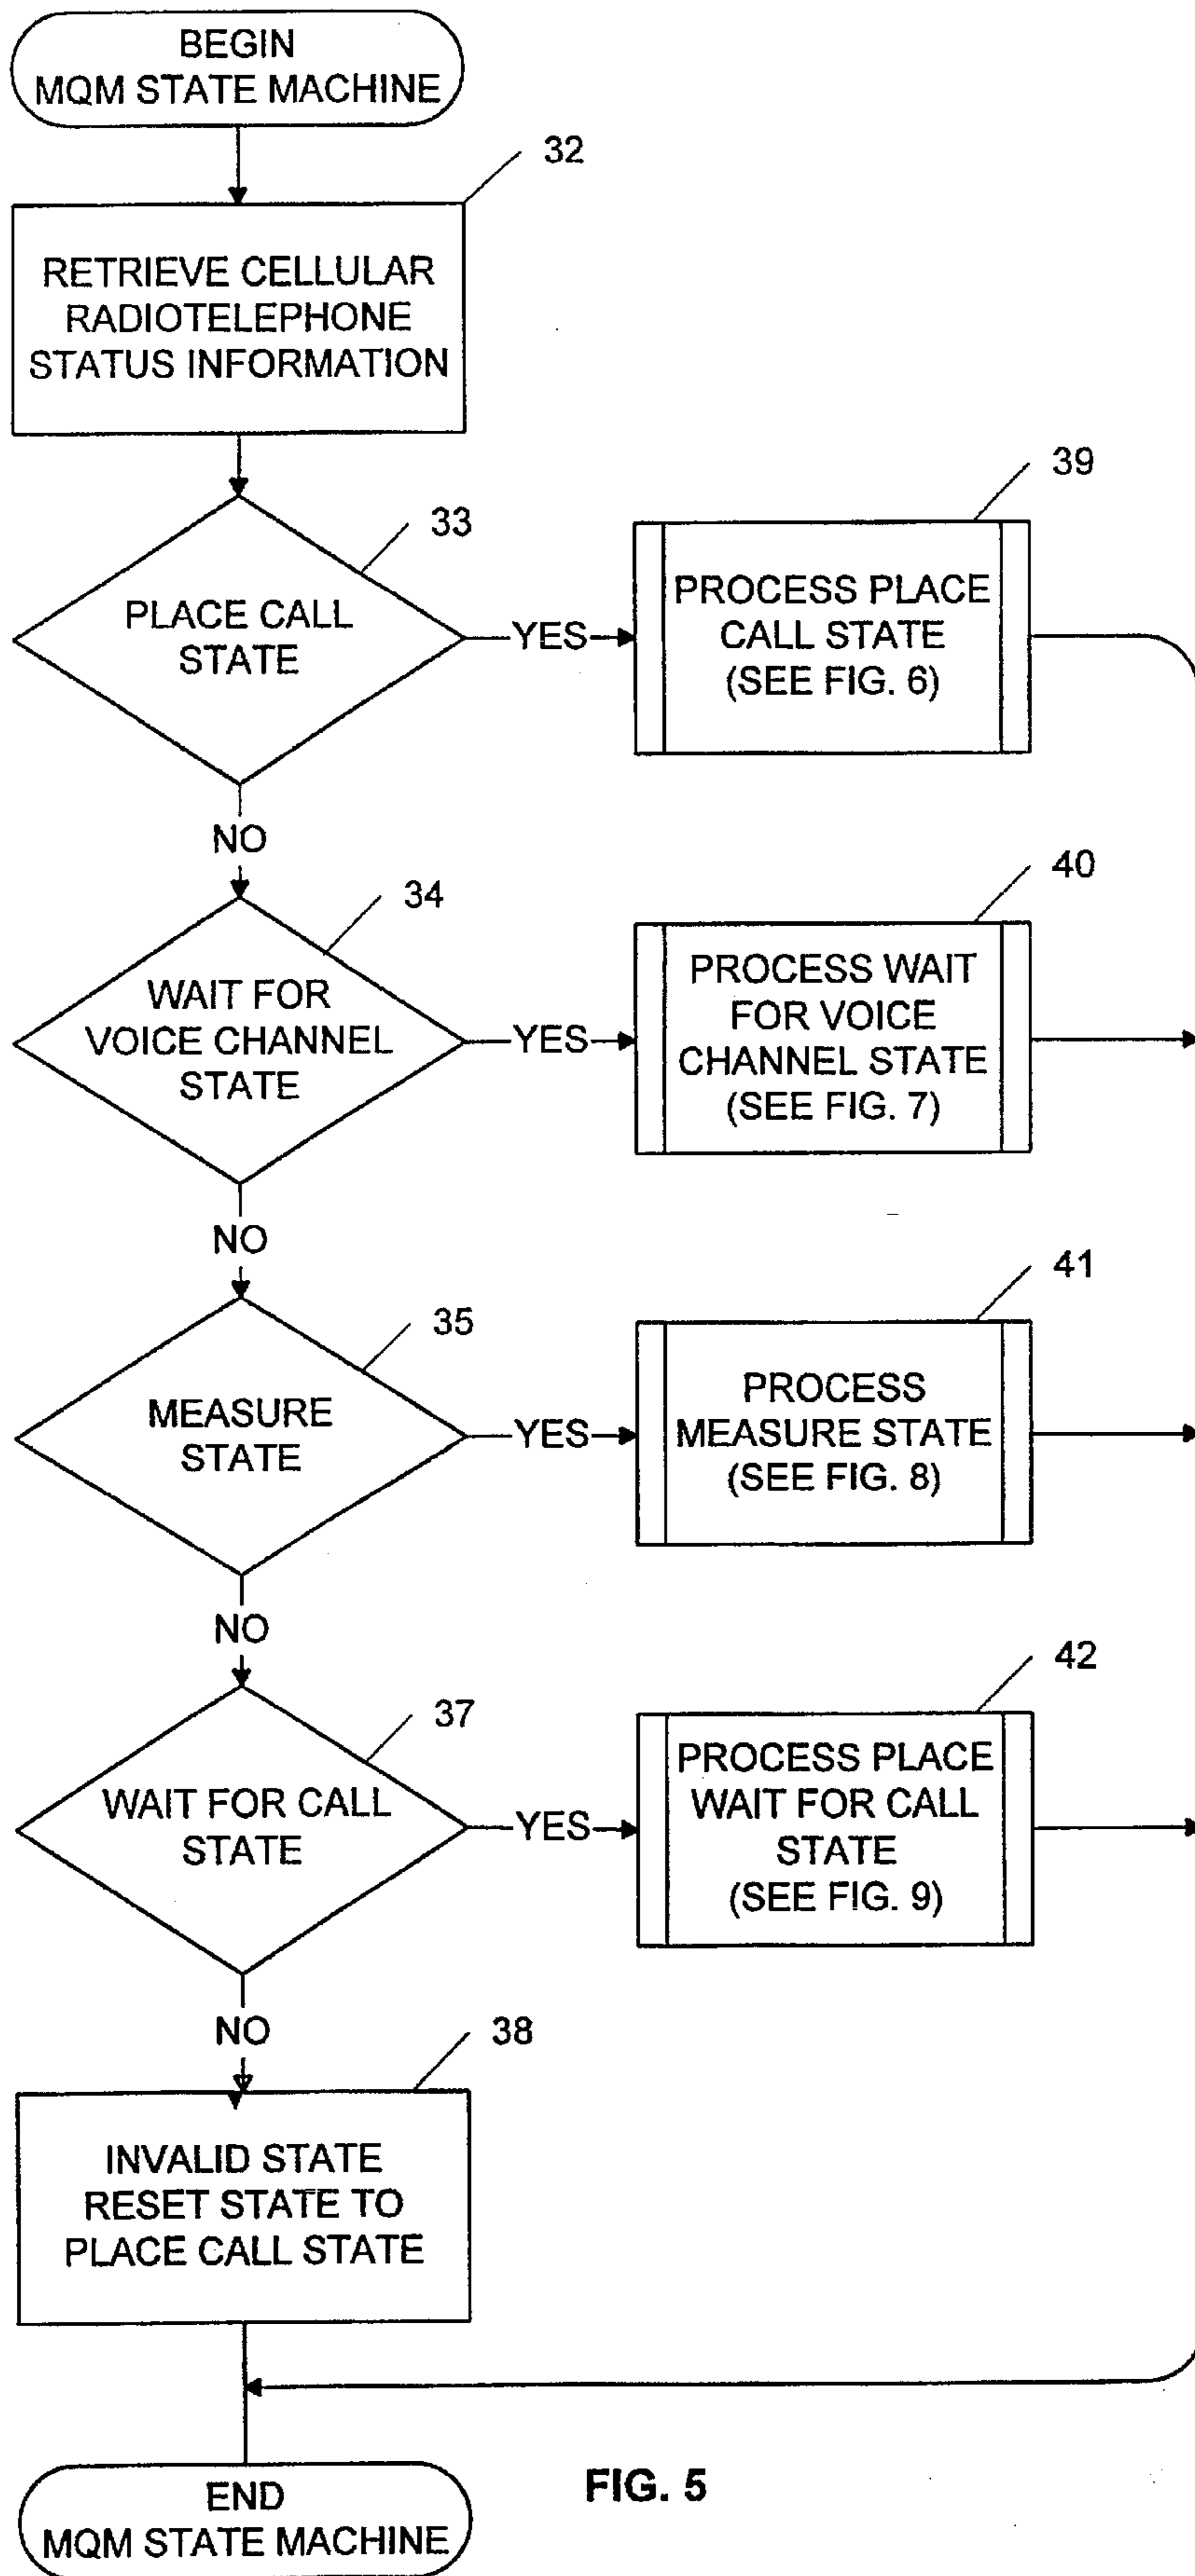 BEGIN
MQM STATE MACHINE
32
RETRIEVE CELLULAR
RADIOTELEPHONE
STATUS INFORMATION
33
PLACE CALL
STATE
YES
39
PROCESS PLACE
CALL STATE
(SEE FIG. 6)
NO
34
WAIT FOR
VOICE CHANNEL
STATE
YES
40
PROCESS WAIT
FOR VOICE
CHANNEL STATE
(SEE FIG. 7)
NO
35
MEASURE
STATE
YES
41
PROCESS
MEASURE STATE
(SEE FIG. 8)
NO
37
WAIT FOR CALL
STATE
YES
42
PROCESS PLACE
WAIT FOR CALL
STATE
(SEE FIG. 9)
NO
38
INVALID STATE
RESET STATE TO
PLACE CALL STATE
END
MQM STATE MACHINE
FIG. 5